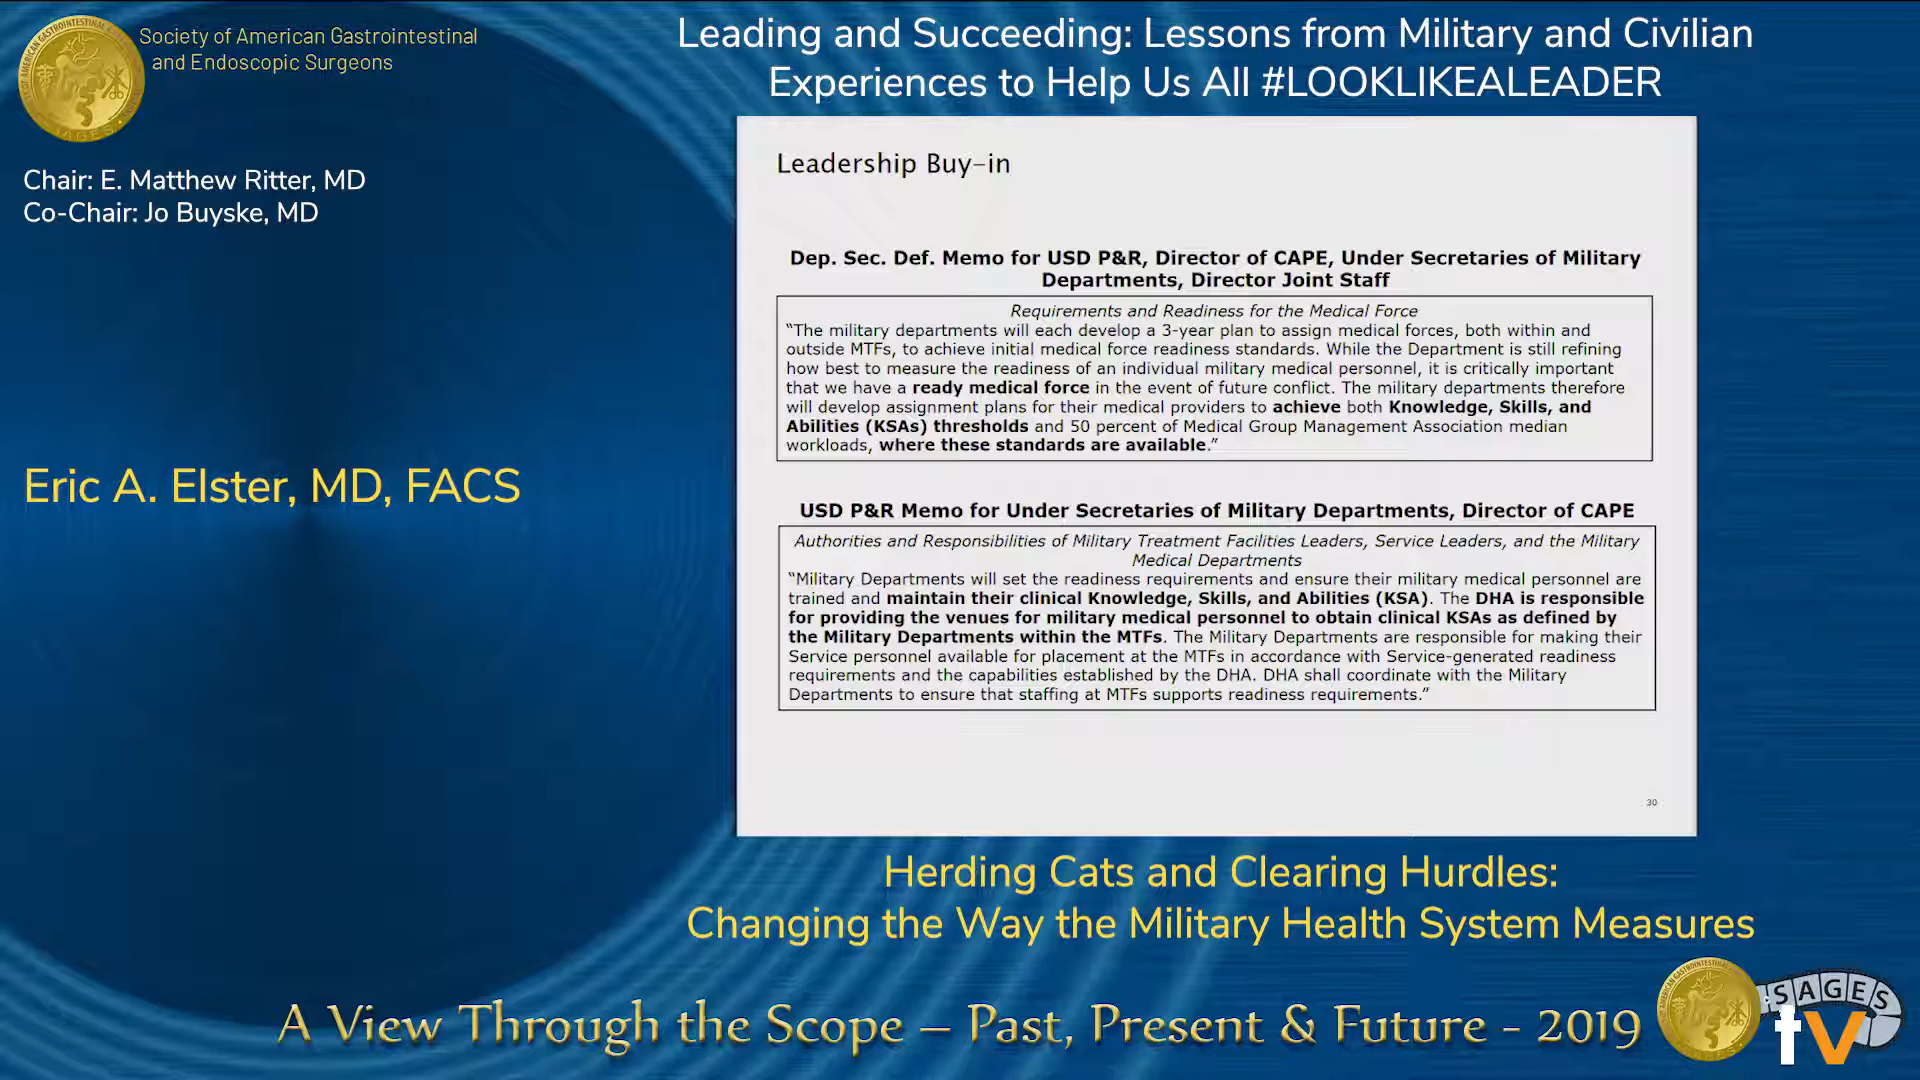 Society of American Gastrointestinal
and Endoscopic Surgeons
Leading and Succeeding: Lessons from Military and Civilian
Experiences to Help Us All #LOOKLIKEALEADER
Chair: E. Matthew Ritter, MD
Co-Chair: Jo Buyske, MD
Eric A. Elster, MD, FACS
Leadership Buy-in
Dep. Sec. Def. Memo for USD P&R, Director of CAPE, Under Secretaries of Military
Departments, Director Joint Staff
Requirements and Readiness for the Medical Force
“The military departments will each develop a 3-year plan to assign medical forces, both within and
outside MTFs, to achieve initial medical force readiness standards. While the Department is still refining
how best to measure the readiness of an individual military medical personnel, it is critically important
that we have a ready medical force in the event of future conflict. The military departments therefore
will develop assignment plans for their medical providers to achieve both Knowledge, Skills, and
Abilities (KSAs) thresholds and 50 percent of Medical Group Management Association median
workloads, where these standards are available.”
USD P&R Memo for Under Secretaries of Military Departments, Director of CAPE
Authorities and Responsibilities of Military Treatment Facilities Leaders, Service Leaders, and the Military
Medical Departments
“Military Departments will set the readiness requirements and ensure their military medical personnel are
trained and maintain their clinical Knowledge, Skills, and Abilities (KSA). The DHA is responsible
for providing the venues for military medical personnel to obtain clinical KSAs as defined by
the Military Departments within the MTFs. The Military Departments are responsible for making their
Service personnel available for placement at the MTFs in accordance with Service-generated readiness
requirements and the capabilities established by the DHA. DHA shall coordinate with the Military
Departments to ensure that staffing at MTFs supports readiness requirements.”
30
Herding Cats and Clearing Hurdles:
Changing the Way the Military Health System Measures
A View Through the Scope – Past, Present & Future - 2019
SAGES
tv